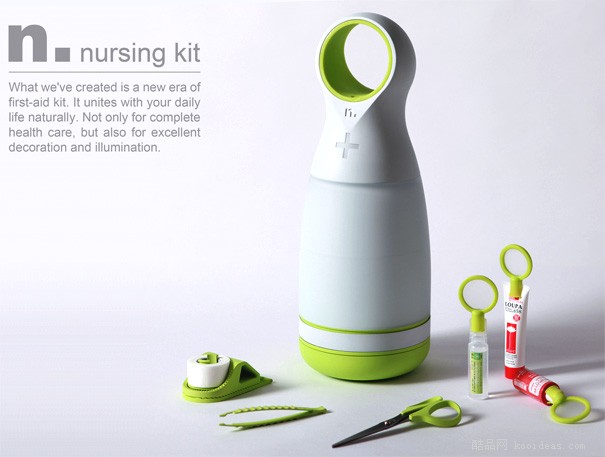 n. nursing kit
What we've created is a new era of
first-aid kit. It unites with your daily
life naturally. Not only for complete
health care, but also for excellent
decoration and illumination.
n.
LOUPA
酷品网 kooideas.com